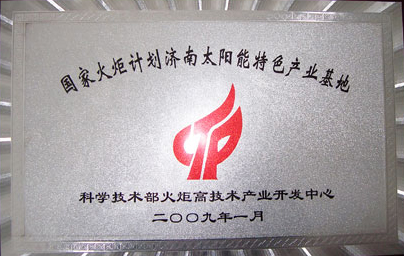 国家火炬计划济南太阳能特色产业基地
科学技术部火炬高技术产业开发中心
二〇〇九年一月